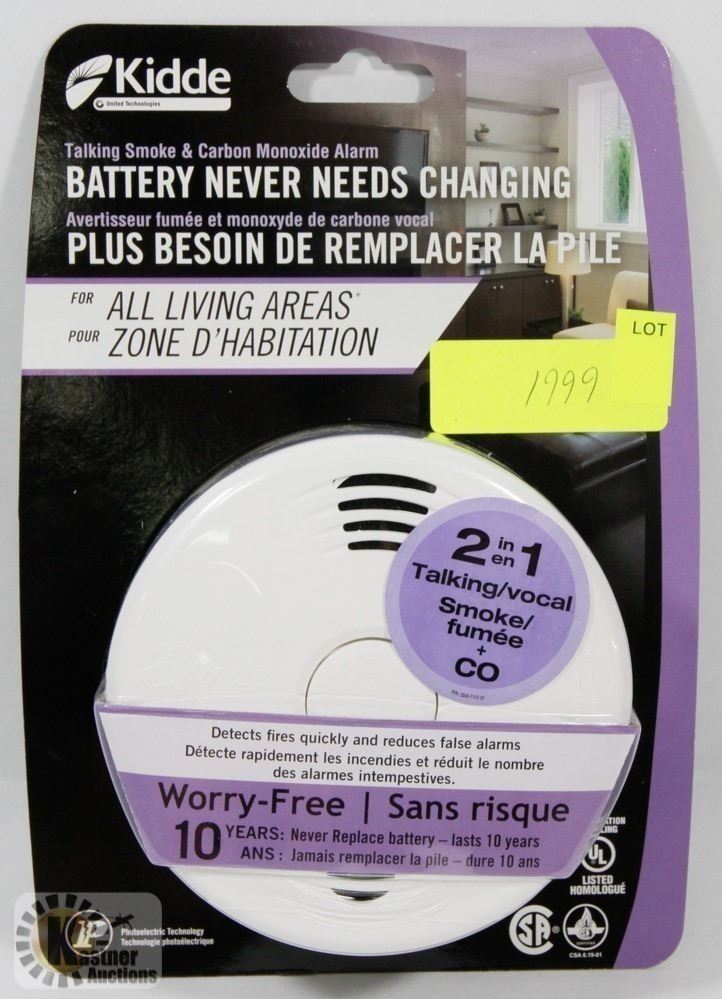 Kidde
United Technologies
Talking Smoke & Carbon Monoxide Alarm
BATTERY NEVER NEEDS CHANGING
Avertisseur fumée et monoxyde de carbone vocal
PLUS BESOIN DE REMPLACER LA PILE
FOR ALL LIVING AREAS*
POUR ZONE D'HABITATION
LOT
1999
2 in en 1
Talking/vocal
Smoke/
fumée
+
CO
Kidde
Detects fires quickly and reduces false alarms
Détecte rapidement les incendies et réduit le nombre
des alarmes intempestives.
Worry-Free | Sans risque
10 YEARS: Never Replace battery – lasts 10 years
ANS: Jamais remplacer la pile – dure 10 ans
UL
LISTED
HOMOLOGUÉ
Photoelectric Technology
Technologie photoélectrique
Kastner
Auctions
SA
CSA 6.19-01